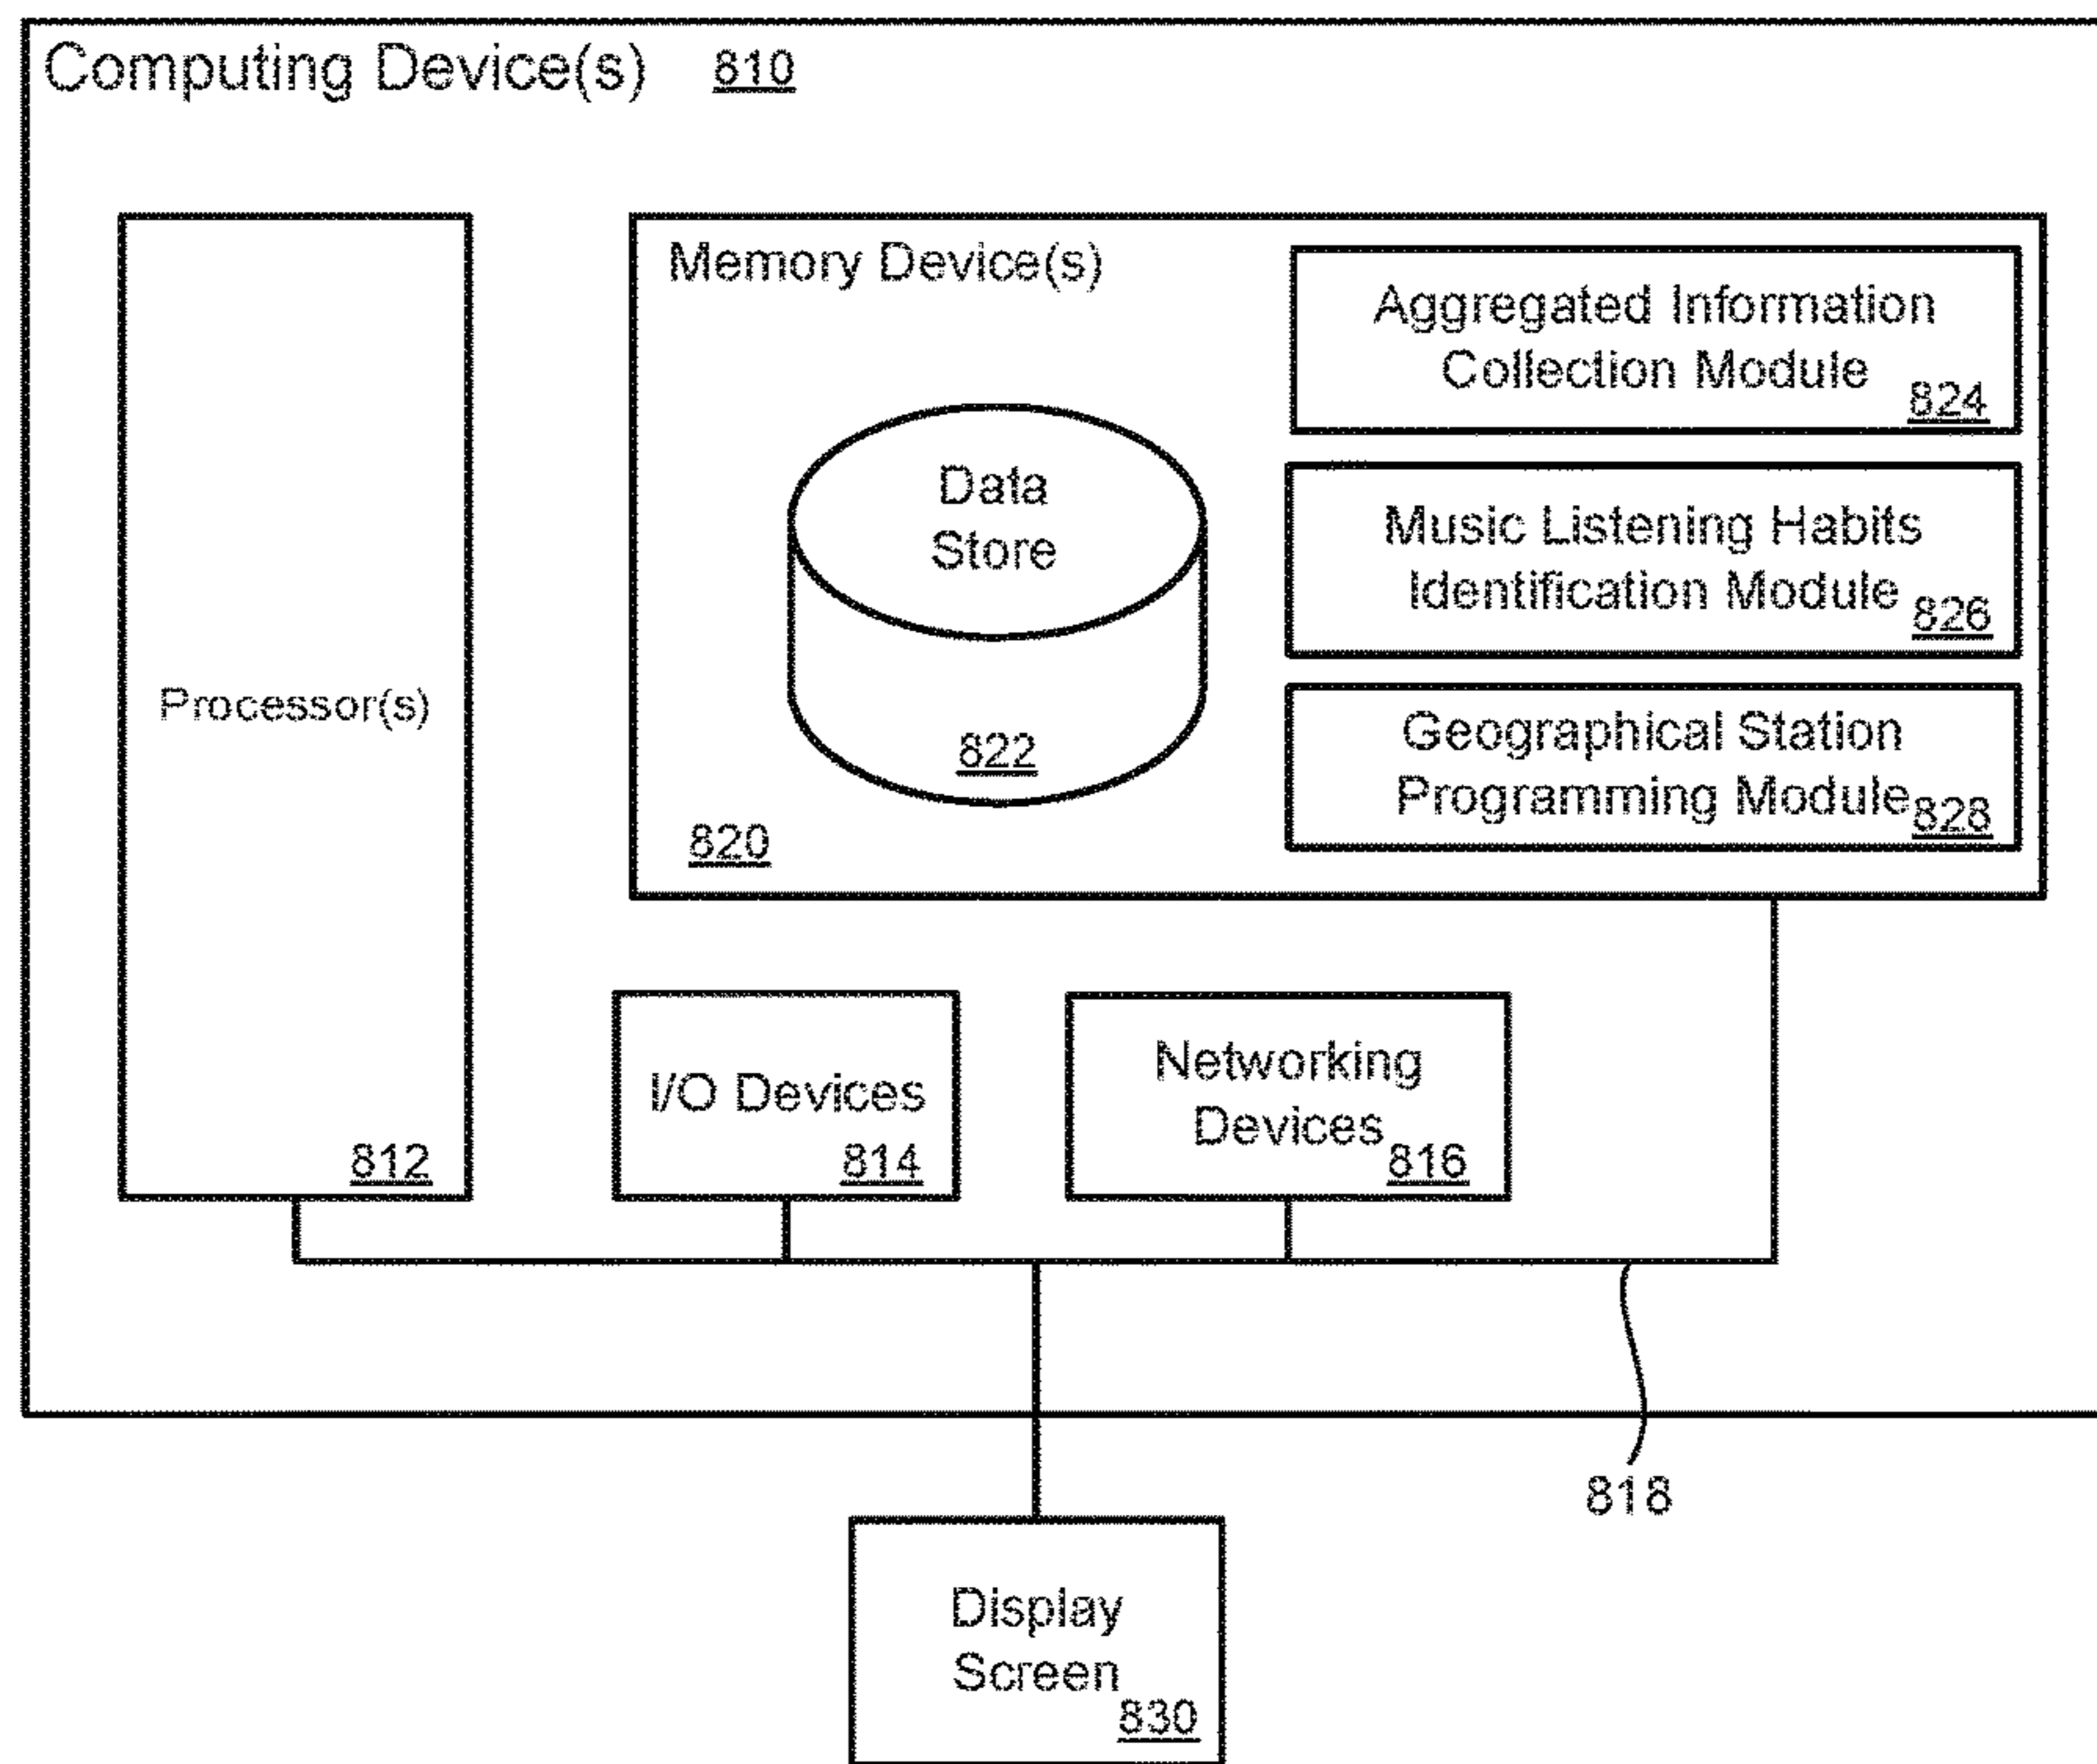 Computing Device(s) 810
Memory Device(s)
Aggregated Information
Collection Module
824
Data
Store
822
Music Listening Habits
Identification Module
826
Geographical Station
Programming Module
828
820
Processor(s)
812
I/O Devices
814
Networking
Devices
816
818
Display
Screen
830